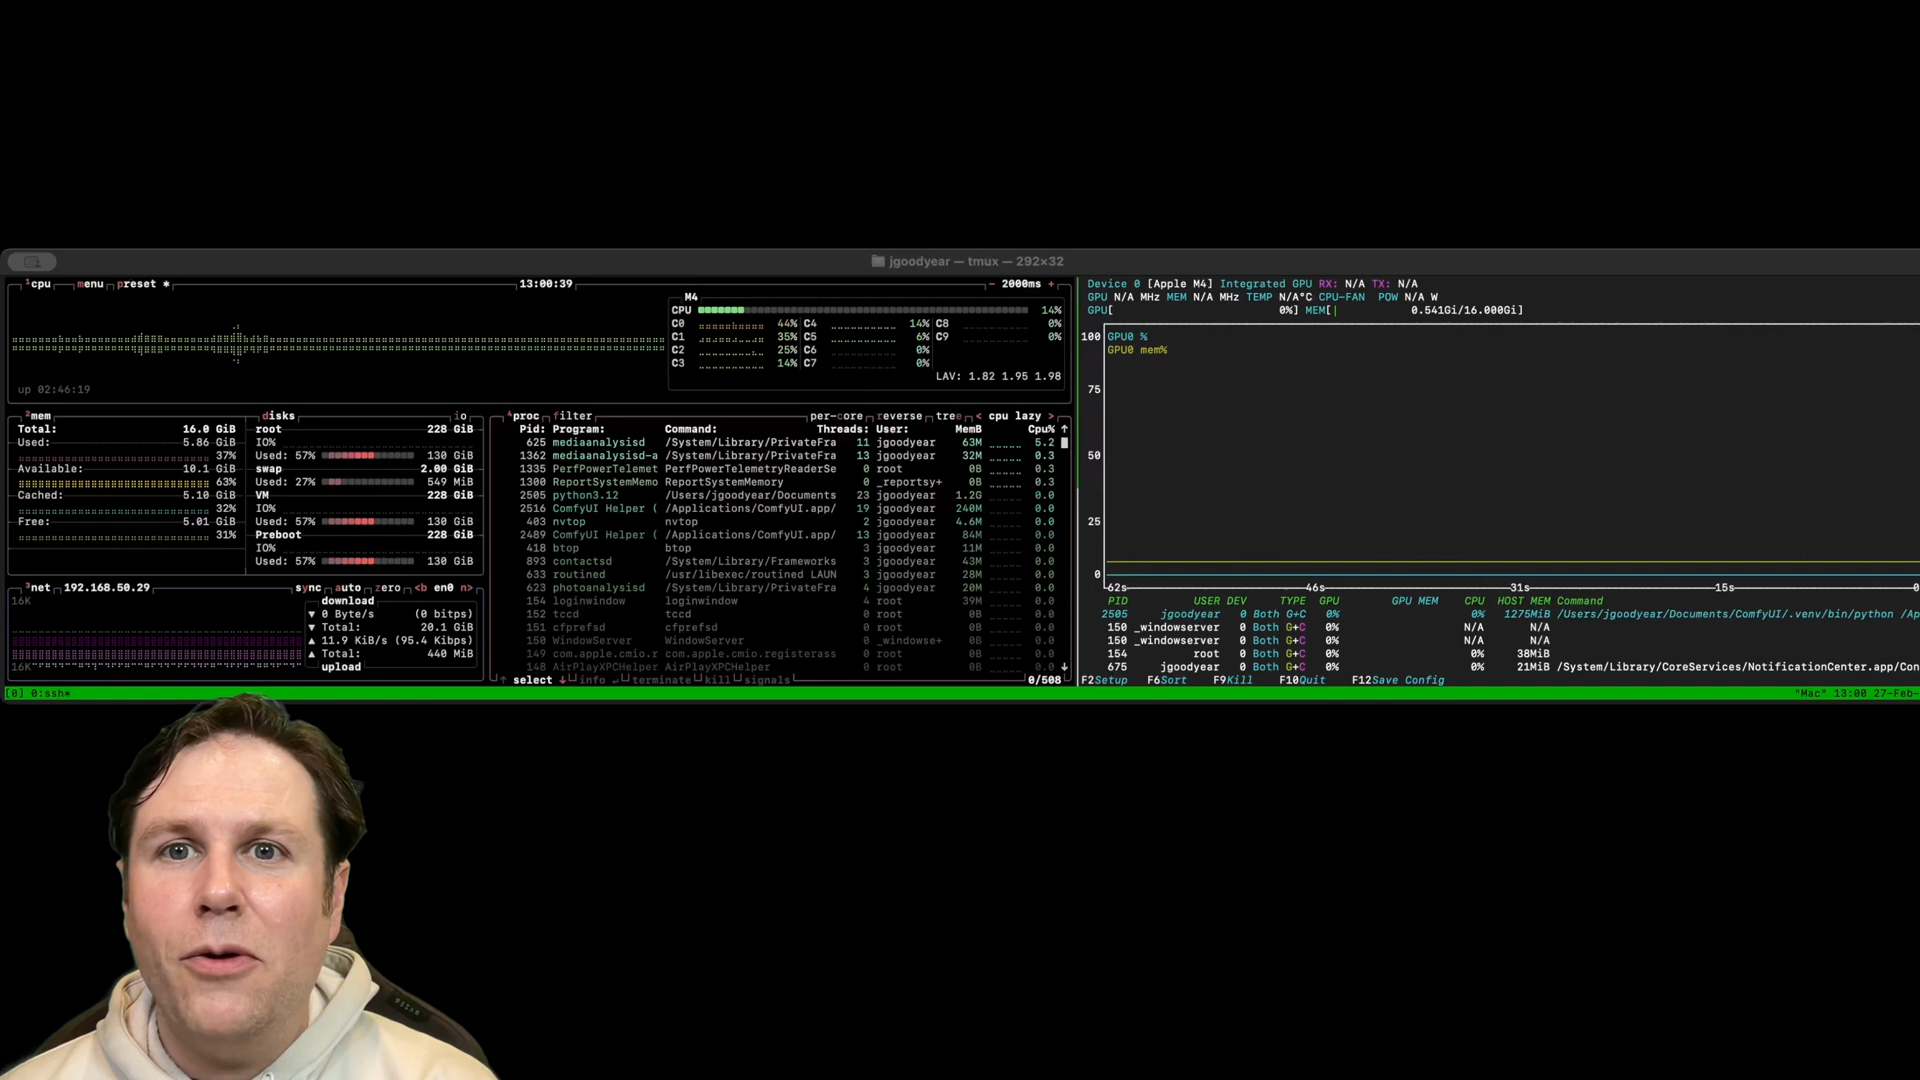 jgoodyear — tmux — 292×32
1cpu menu preset * 13:00:39 - 2000ms +
M4
CPU 14%
C0 44% C4 14% C8 0%
C1 35% C5 6% C9 0%
C2 25% C6 0%
C3 14% C7 0%
LAV: 1.82 1.95 1.98
up 02:46:19
2mem
Total: 16.0 GiB
Used: 5.86 GiB
37%
Available: 10.1 GiB
63%
Cached: 5.10 GiB
32%
Free: 5.01 GiB
31%
disks io
root 228 GiB
IO%
Used: 57% 130 GiB
swap 2.00 GiB
Used: 27% 549 MiB
VM 228 GiB
IO%
Used: 57% 130 GiB
Preboot 228 GiB
IO%
Used: 57% 130 GiB
3net 192.168.50.29 sync auto zero <b en0 n>
16K
download
▼ 0 Byte/s (0 bitps)
▼ Total: 20.1 GiB
▲ 11.9 KiB/s (95.4 Kibps)
▲ Total: 440 MiB
upload
16K
4proc filter per-core reverse tree < cpu lazy >
Pid: Program: Command: Threads: User: MemB Cpu% ↑
625 mediaanalysisd /System/Library/PrivateFra 11 jgoodyear 63M 5.2
1362 mediaanalysisd-a /System/Library/PrivateFra 13 jgoodyear 32M 0.3
1335 PerfPowerTelemet PerfPowerTelemetryReaderSe 0 root 0B 0.3
1300 ReportSystemMemo ReportSystemMemory 0 _reportsy+ 0B 0.3
2505 python3.12 /Users/jgoodyear/Documents 23 jgoodyear 1.2G 0.0
2516 ComfyUI Helper ( /Applications/ComfyUI.app/ 19 jgoodyear 240M 0.0
403 nvtop nvtop 2 jgoodyear 4.6M 0.0
2489 ComfyUI Helper ( /Applications/ComfyUI.app/ 13 jgoodyear 84M 0.0
418 btop btop 3 jgoodyear 11M 0.0
893 contactsd /System/Library/Frameworks 3 jgoodyear 43M 0.0
633 routined /usr/libexec/routined LAUN 3 jgoodyear 28M 0.0
623 photoanalysisd /System/Library/PrivateFra 4 jgoodyear 20M 0.0
154 loginwindow loginwindow 4 root 39M 0.0
152 tccd tccd 0 root 0B 0.0
151 cfprefsd cfprefsd 0 root 0B 0.0
150 WindowServer WindowServer 0 _windowse+ 0B 0.0
149 com.apple.cmio.r com.apple.cmio.registerass 0 root 0B 0.0
148 AirPlayXPCHelper AirPlayXPCHelper 0 root 0B 0.0 ↓
↑ select ↓ info ↵ terminate kill signals 0/508
Device 0 [Apple M4] Integrated GPU RX: N/A TX: N/A
GPU N/A MHz MEM N/A MHz TEMP N/A°C CPU-FAN POW N/A W
GPU[ 0%] MEM[| 0.541Gi/16.000Gi]
100 GPU0 %
GPU0 mem%
75
50
25
0
62s 46s 31s 15s 0
PID USER DEV TYPE GPU GPU MEM CPU HOST MEM Command
2505 jgoodyear 0 Both G+C 0% 0% 1275MiB /Users/jgoodyear/Documents/ComfyUI/.venv/bin/python /Ap
150 _windowserver 0 Both G+C 0% N/A N/A
150 _windowserver 0 Both G+C 0% N/A N/A
154 root 0 Both G+C 0% 0% 38MiB
675 jgoodyear 0 Both G+C 0% 0% 21MiB /System/Library/CoreServices/NotificationCenter.app/Con
F2Setup F6Sort F9Kill F10Quit F12Save Config
[0] 0:ssh* "Mac" 13:00 27-Feb-